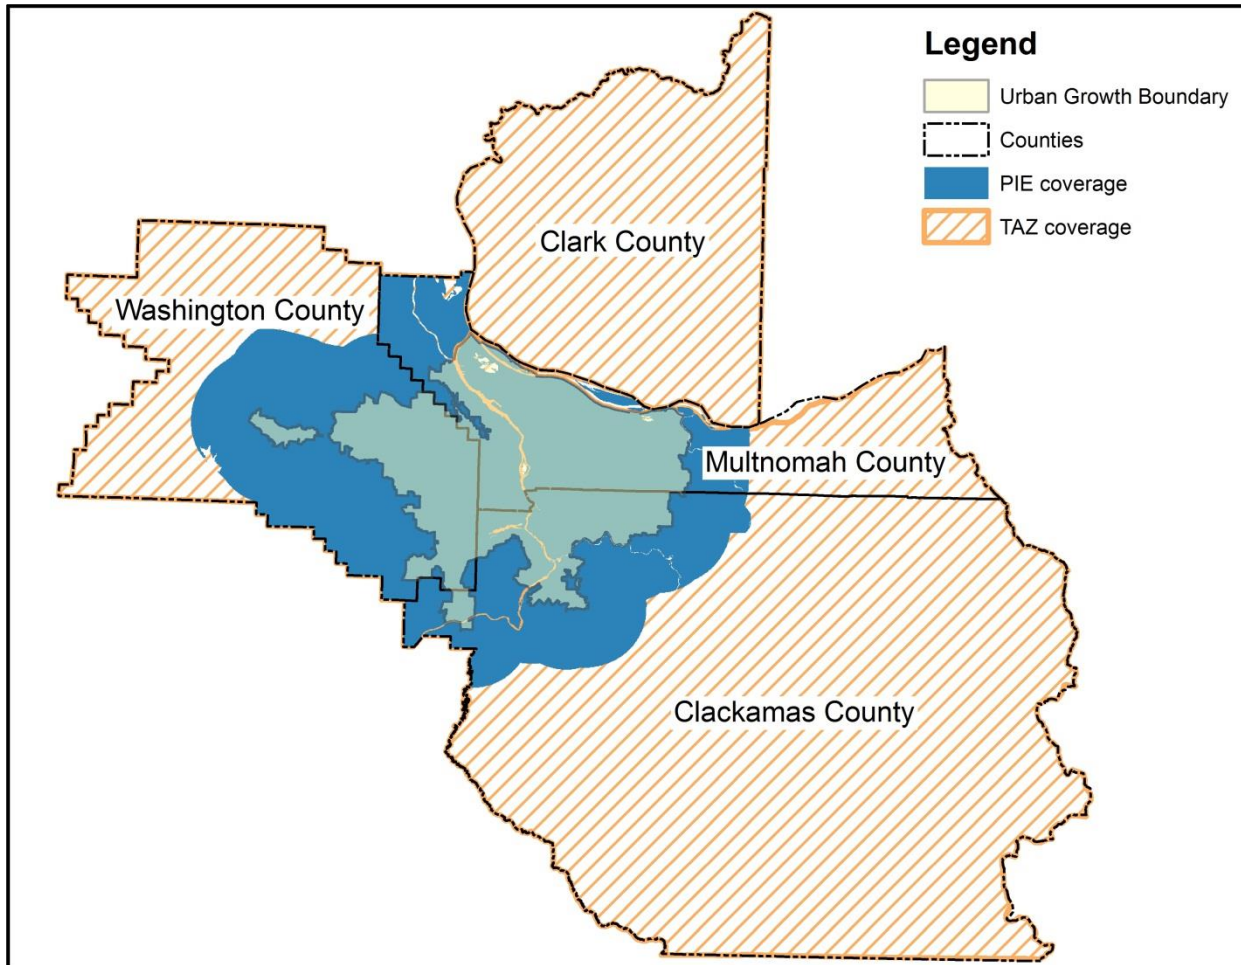 Legend
Urban Growth Boundary
Counties
PIE coverage
TAZ coverage
Clark County
Washington County
Multnomah County
Clackamas County